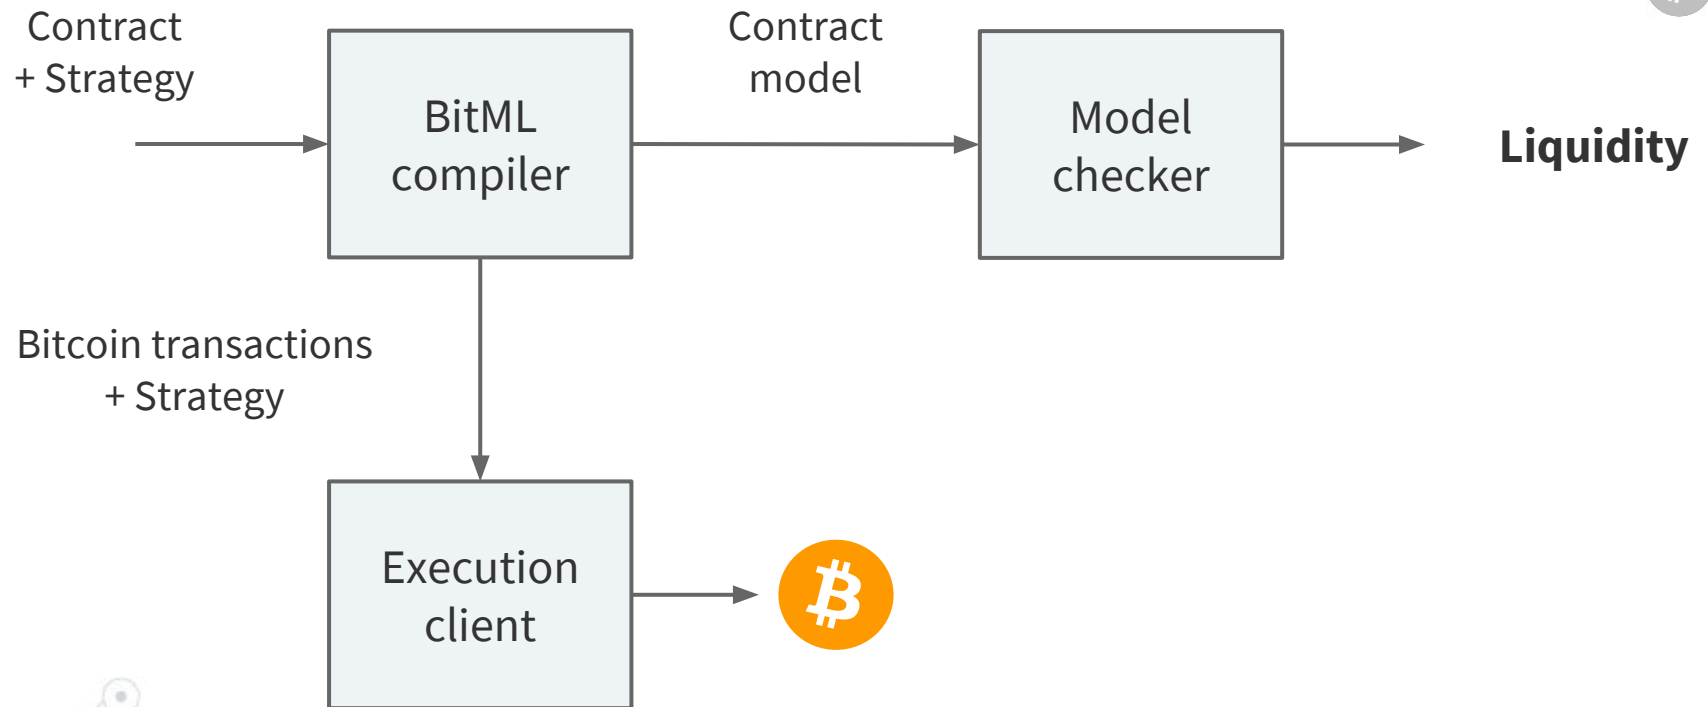 Contract
+ Strategy
BitML
compiler
Contract
model
Model
checker
Liquidity
Bitcoin transactions
+ Strategy
Execution
client